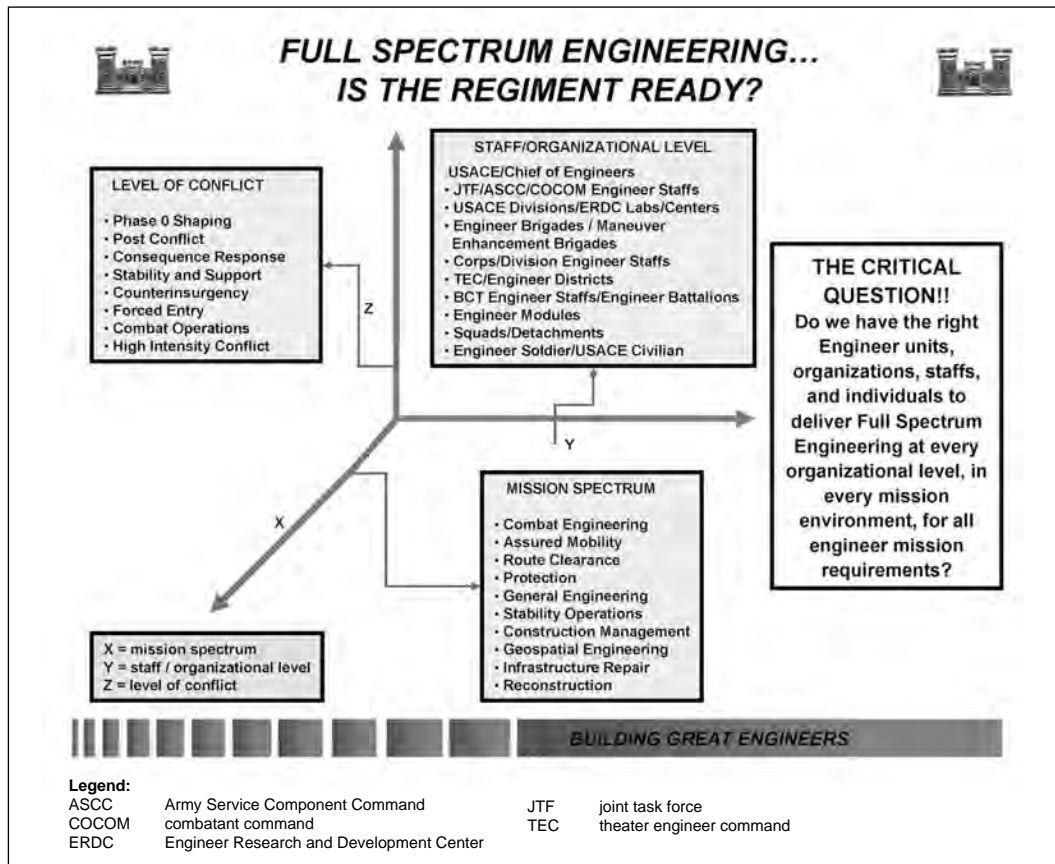 FULL SPECTRUM ENGINEERING…
IS THE REGIMENT READY?
LEVEL OF CONFLICT
• Phase 0 Shaping
• Post Conflict
• Consequence Response
• Stability and Support
• Counterinsurgency
• Forced Entry
• Combat Operations
• High Intensity Conflict
Z
STAFF/ORGANIZATIONAL LEVEL
USACE/Chief of Engineers
• JTF/ASCC/COCOM Engineer Staffs
• USACE Divisions/ERDC Labs/Centers
• Engineer Brigades / Maneuver
Enhancement Brigades
• Corps/Division Engineer Staffs
• TEC/Engineer Districts
• BCT Engineer Staffs/Engineer Battalions
• Engineer Modules
• Squads/Detachments
• Engineer Soldier/USACE Civilian
Y
THE CRITICAL
QUESTION!!
Do we have the right
Engineer units,
organizations, staffs,
and individuals to
deliver Full Spectrum
Engineering at every
organizational level, in
every mission
environment, for all
engineer mission
requirements?
X
MISSION SPECTRUM
• Combat Engineering
• Assured Mobility
• Route Clearance
• Protection
• General Engineering
• Stability Operations
• Construction Management
• Geospatial Engineering
• Infrastructure Repair
• Reconstruction
X = mission spectrum
Y = staff / organizational level
Z = level of conflict
BUILDING GREAT ENGINEERS
Legend:
ASCC Army Service Component Command
COCOM combatant command
ERDC Engineer Research and Development Center
JTF joint task force
TEC theater engineer command